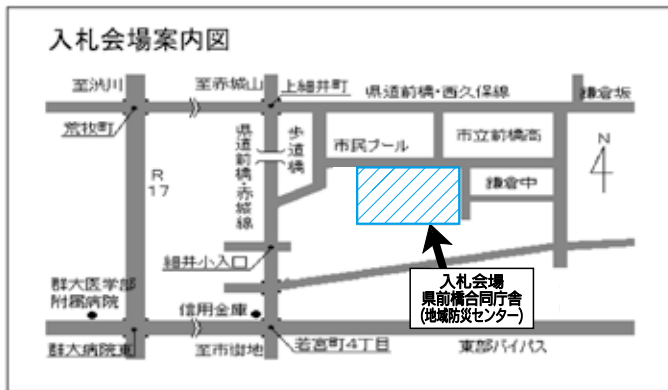 入札会場案内図
至渋川
至赤城山
上細井町
県道前橋・西久保線
鎌倉坂
荒牧町
R
17
県道前橋・赤城線
歩道橋
市民プール
市立前橋高
N
鎌倉中
細井小入口
入札会場
県前橋合同庁舎
(地域防災センター)
群大医学部
附属病院
信用金庫
群大病院東
至市街地
若宮町4丁目
東部バイパス